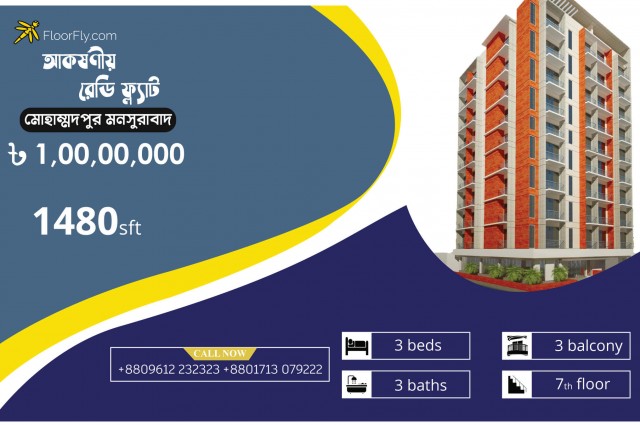 FloorFly.com
আকর্ষণীয়
রেডি ফ্ল্যাট
মোহাম্মদপুর মনসুরাবাদ
৳ 1,00,00,000
1480sft
CALL NOW
+8809612 232323 +8801713 079222
3 beds
3 balcony
3 baths
7th floor